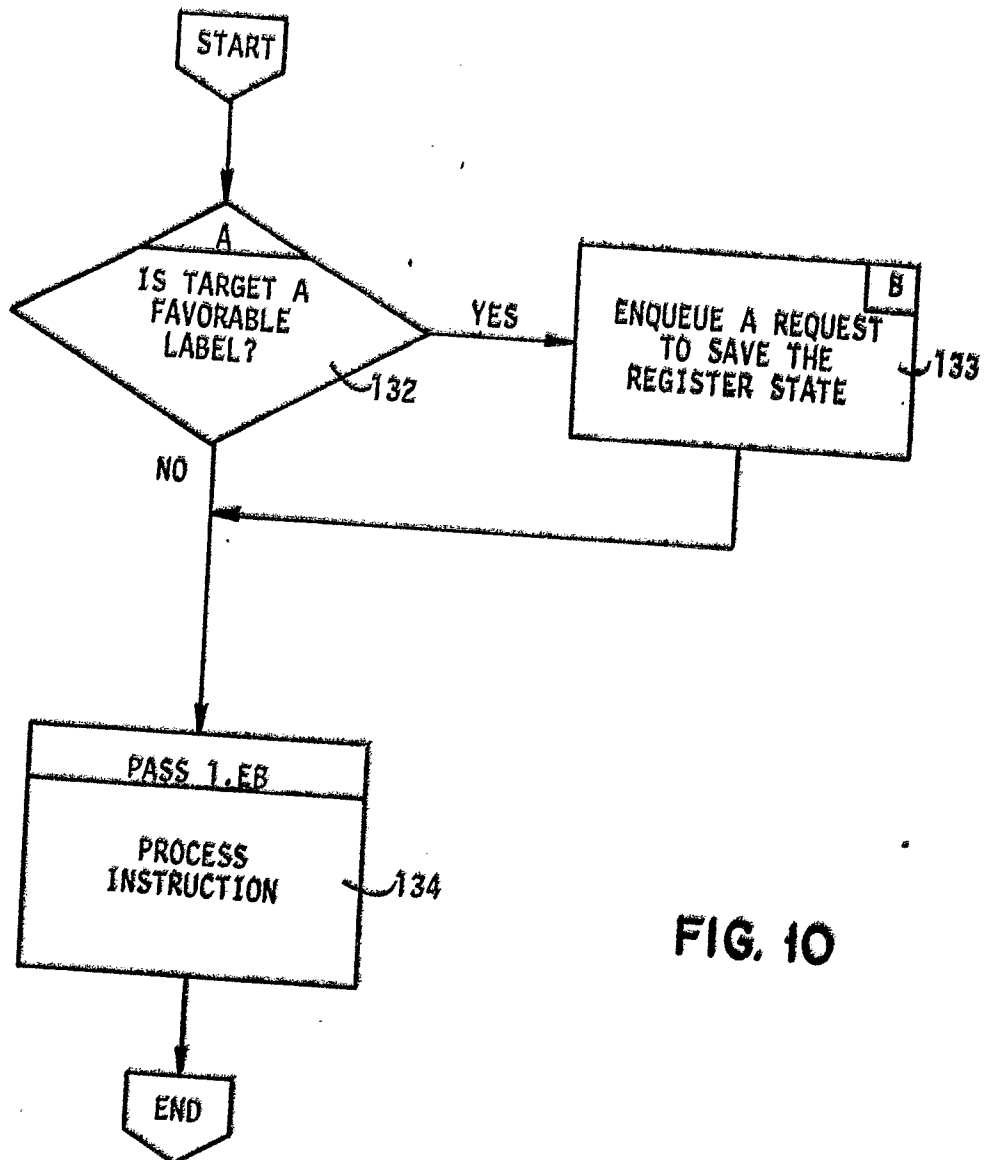 START
A
IS TARGET A
FAVORABLE
LABEL?
132
YES
B
ENQUEUE A REQUEST
TO SAVE THE
REGISTER STATE
133
NO
PASS 1.EB
PROCESS
INSTRUCTION
134
FIG. 10
END